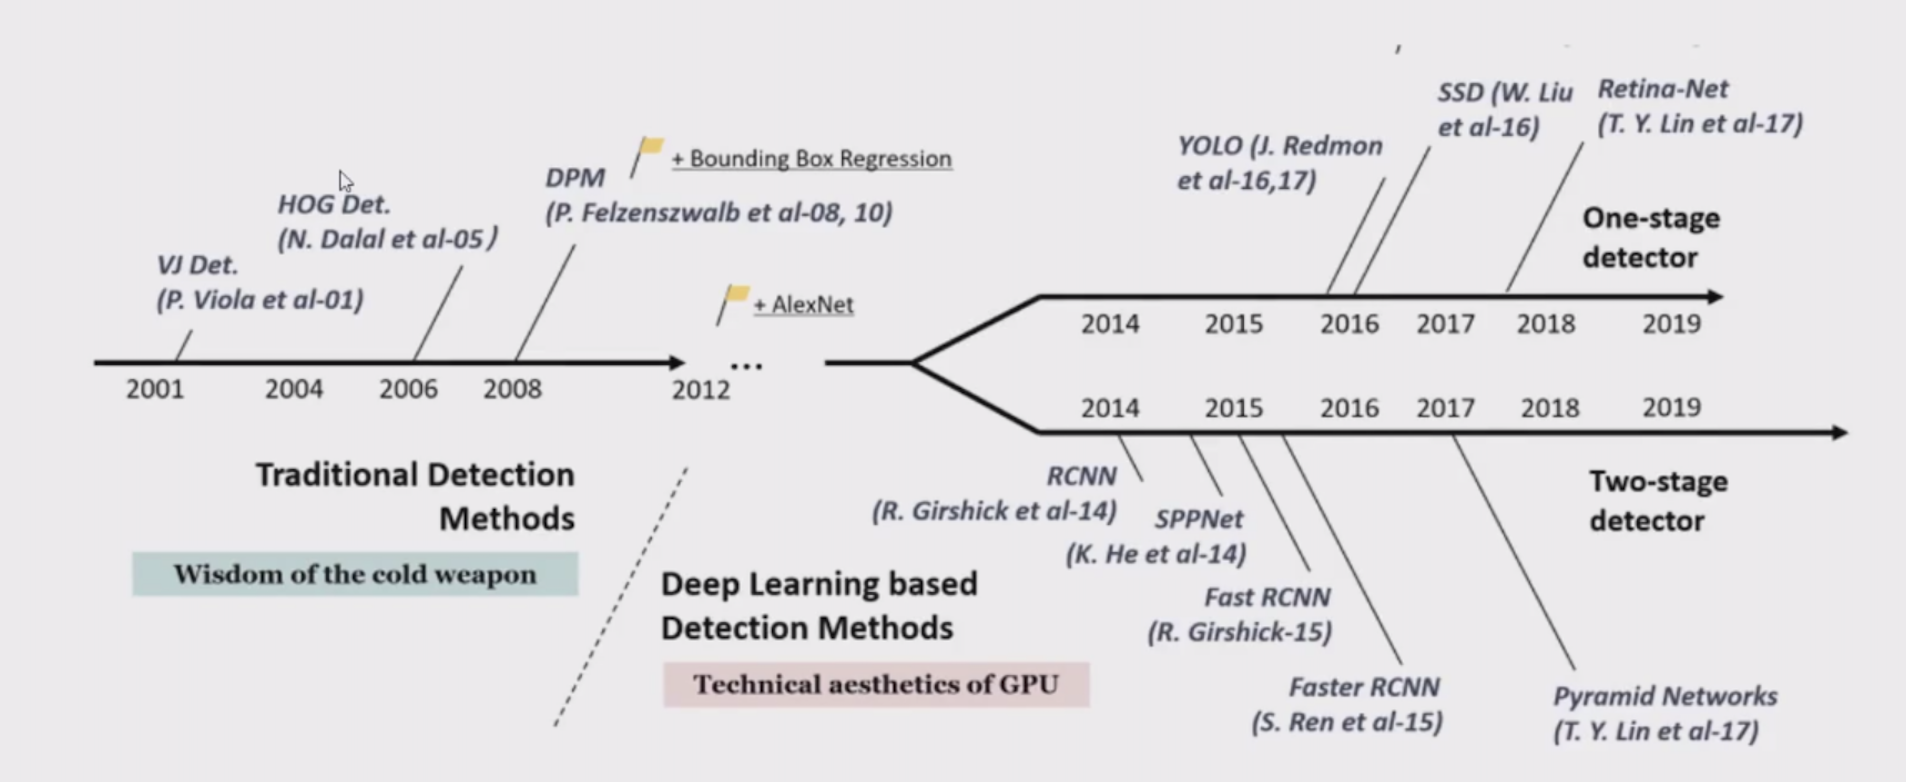 VJ Det.
(P. Viola et al-01)
HOG Det.
(N. Dalal et al-05)
DPM
(P. Felzenszwalb et al-08, 10)
+ Bounding Box Regression
+ AlexNet
2001 2004 2006 2008 2012 ...
Traditional Detection
Methods
Wisdom of the cold weapon
Deep Learning based
Detection Methods
Technical aesthetics of GPU
YOLO (J. Redmon
et al-16,17)
SSD (W. Liu
et al-16)
Retina-Net
(T. Y. Lin et al-17)
One-stage
detector
2014 2015 2016 2017 2018 2019
2014 2015 2016 2017 2018 2019
Two-stage
detector
RCNN
(R. Girshick et al-14)
SPPNet
(K. He et al-14)
Fast RCNN
(R. Girshick-15)
Faster RCNN
(S. Ren et al-15)
Pyramid Networks
(T. Y. Lin et al-17)